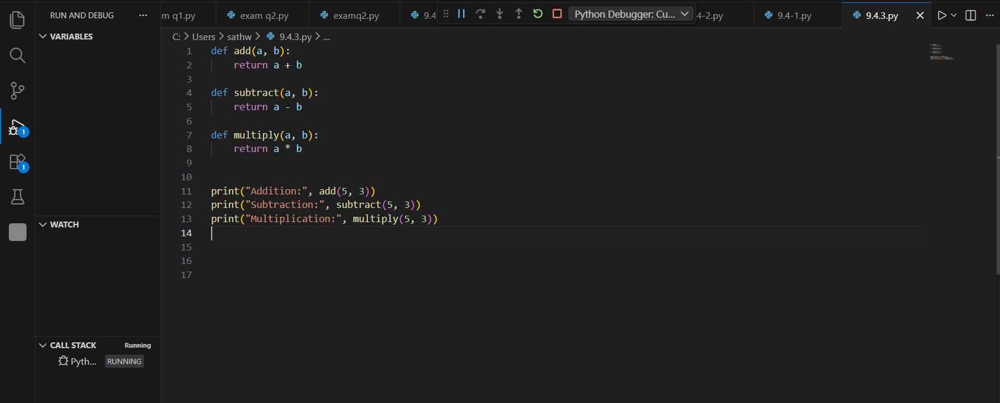 RUN AND DEBUG ...
m q1.py
exam q2.py
examq2.py
9.4
Python Debugger: Cu...
4-2.py
9.4-1.py
9.4.3.py
...
VARIABLES
C: > Users > sathw > 9.4.3.py > ...
1 def add(a, b):
2 return a + b
3
4 def subtract(a, b):
5 return a - b
6
7 def multiply(a, b):
8 return a * b
9
10
11 print("Addition:", add(5, 3))
12 print("Subtraction:", subtract(5, 3))
13 print("Multiplication:", multiply(5, 3))
14
15
16
17
1
1
WATCH
CALL STACK Running
Pyth... RUNNING